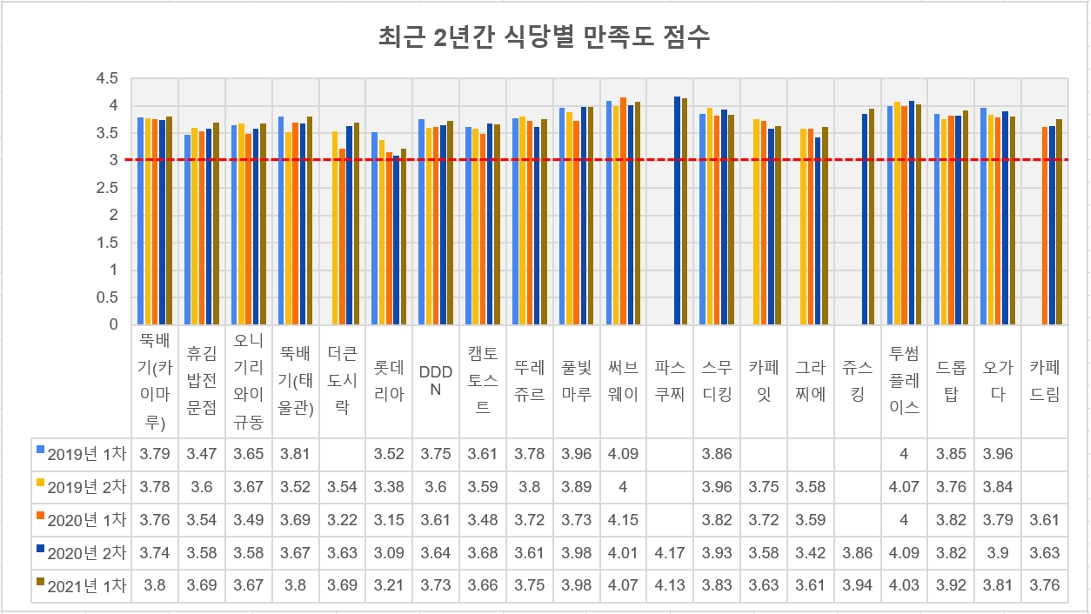 최근 2년간 식당별 만족도 점수
4.5
4
3.5
3
2.5
2
1.5
1
0.5
0
뚝배기(카이마루) 휴김밥전문점 오니기리와이규동 뚝배기(태울관) 더큰도시락 롯데리아 DDDN 캠토토스트 뚜레쥬르 풀빛마루 써브웨이 파스쿠찌 스무디킹 카페잇 그라찌에 쥬스킹 투썸플레이스 드롭탑 오가다 카페드림
2019년 1차 3.79 3.47 3.65 3.81 3.52 3.75 3.61 3.78 3.96 4.09 3.86 4 3.85 3.96
2019년 2차 3.78 3.6 3.67 3.52 3.54 3.38 3.6 3.59 3.8 3.89 4 3.96 3.75 3.58 4.07 3.76 3.84
2020년 1차 3.76 3.54 3.49 3.69 3.22 3.15 3.61 3.48 3.72 3.73 4.15 3.82 3.72 3.59 4 3.82 3.79 3.61
2020년 2차 3.74 3.58 3.58 3.67 3.63 3.09 3.64 3.68 3.61 3.98 4.01 4.17 3.93 3.58 3.42 3.86 4.09 3.82 3.9 3.63
2021년 1차 3.8 3.69 3.67 3.8 3.69 3.21 3.73 3.66 3.75 3.98 4.07 4.13 3.83 3.63 3.61 3.94 4.03 3.92 3.81 3.76